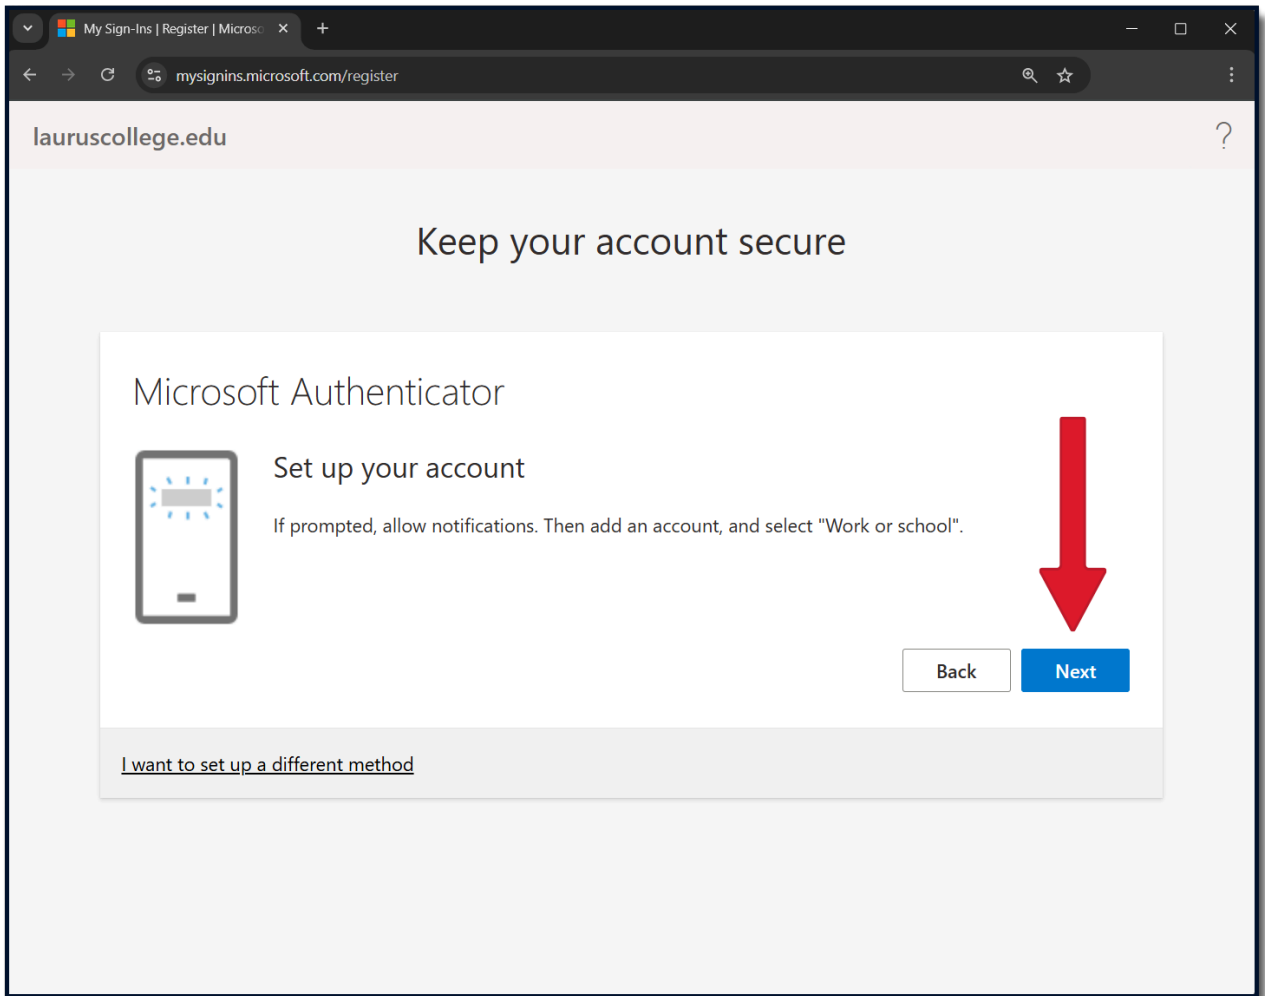 My Sign-Ins | Register | Microso
mysignins.microsoft.com/register
lauruscollege.edu
Keep your account secure
Microsoft Authenticator
Set up your account
If prompted, allow notifications. Then add an account, and select "Work or school".
Back
Next
I want to set up a different method